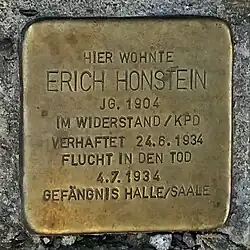 HIER WOHNTE
ERICH HONSTEIN
JG. 1904
IM WIDERSTAND/KPD
VERHAFTET 24.6.1934
FLUCHT IN DEN TOD
4.7.1934
GEFÄNGNIS HALLE/SAALE